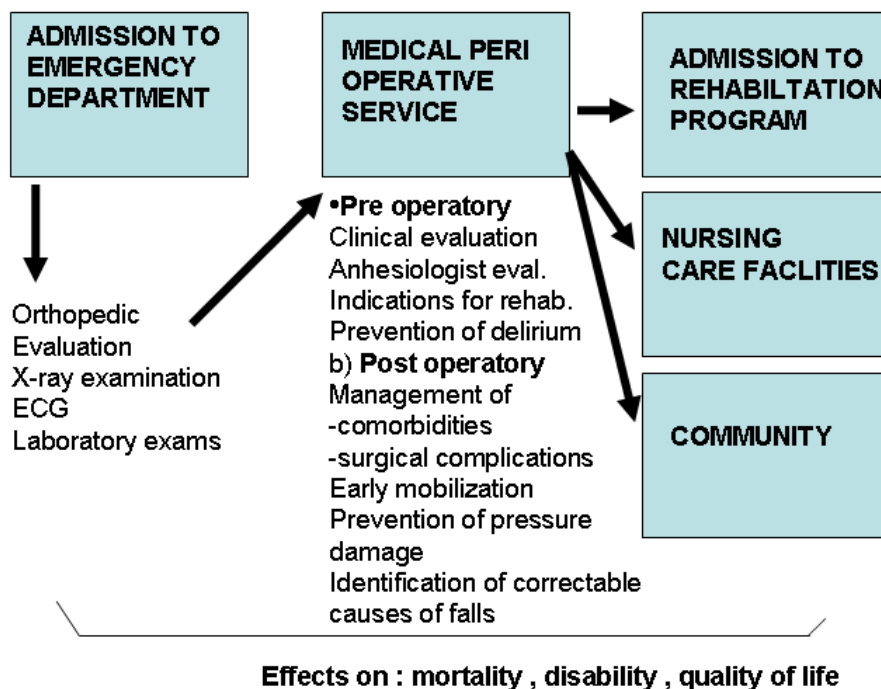 ADMISSION TO
EMERGENCY
DEPARTMENT
Orthopedic
Evaluation
X-ray examination
ECG
Laboratory exams
MEDICAL PERI
OPERATIVE
SERVICE
•Pre operatory
Clinical evaluation
Anhesiologist eval.
Indications for rehab.
Prevention of delirium
b) Post operatory
Management of
-comorbidities
-surgical complications
Early mobilization
Prevention of pressure
damage
Identification of correctable
causes of falls
ADMISSION TO
REHABILTATION
PROGRAM
NURSING
CARE FACLITIES
COMMUNITY
Effects on : mortality , disability , quality of life